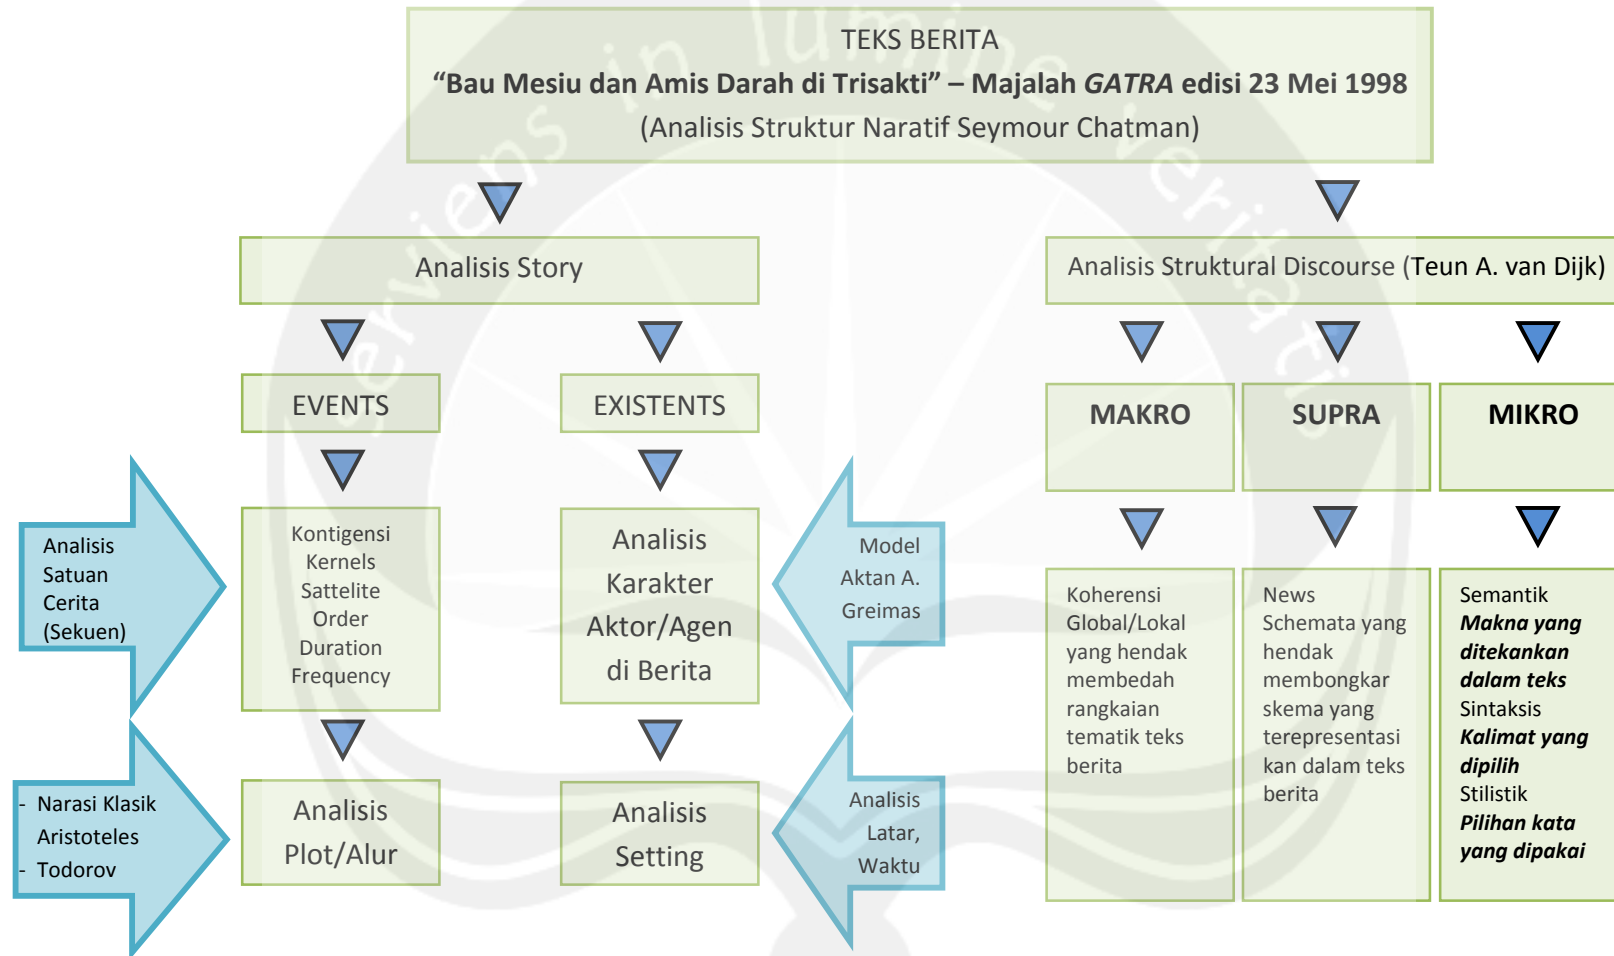 TEKS BERITA
“Bau Mesiu dan Amis Darah di Trisakti” – Majalah GATRA edisi 23 Mei 1998
(Analisis Struktur Naratif Seymour Chatman)
serviens in lumine veritatis
Analisis Story
Analisis Struktural Discourse (Teun A. van Dijk)
EVENTS
EXISTENTS
MAKRO
SUPRA
MIKRO
Analisis
Satuan
Cerita
(Sekuen)
Kontigensi
Kernels
Sattelite
Order
Duration
Frequency
Analisis
Karakter
Aktor/Agen
di Berita
Model
Aktan A.
Greimas
Koherensi
Global/Lokal
yang hendak
membedah
rangkaian
tematik teks
berita
News
Schemata yang
hendak
membongkar
skema yang
terepresentasi
kan dalam teks
berita
Semantik
Makna yang
ditekankan
dalam teks
Sintaksis
Kalimat yang
dipilih
Stilistik
Pilihan kata
yang dipakai
- Narasi Klasik
Aristoteles
- Todorov
Analisis
Plot/Alur
Analisis
Setting
Analisis
Latar,
Waktu